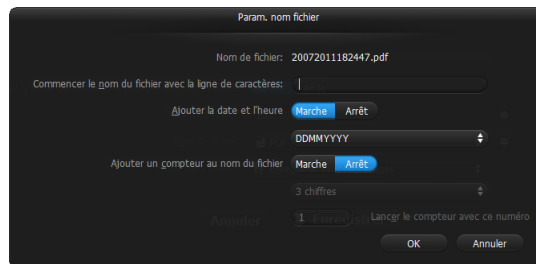 Param. nom fichier
Nom de fichier: 20072011182447.pdf
Commencer le nom du fichier avec la ligne de caractères:
Ajouter la date et l'heure Marche Arrêt
DDMMYYYY
Ajouter un compteur au nom du fichier Marche Arrêt
3 chiffres
1 Lancer le compteur avec ce numéro
OK Annuler